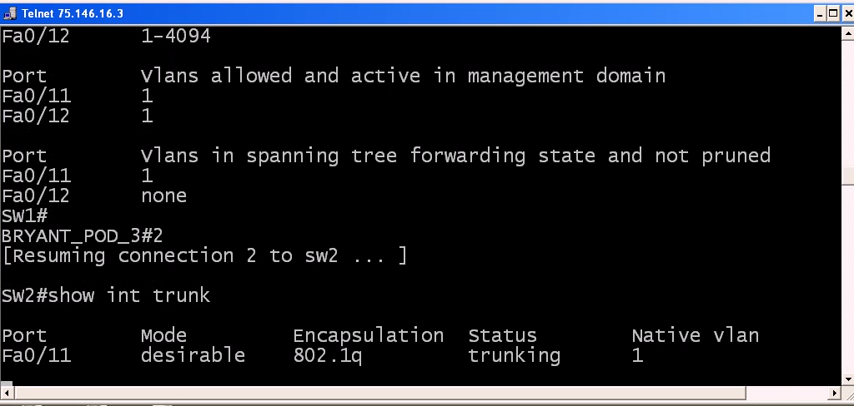 Telnet 75.146.16.3
Fa0/12 1-4094
Port Vlans allowed and active in management domain
Fa0/11 1
Fa0/12 1
Port Vlans in spanning tree forwarding state and not pruned
Fa0/11 1
Fa0/12 none
SW1#
BRYANT_POD_3#2
[Resuming connection 2 to sw2 ... ]
SW2#show int trunk
Port Mode Encapsulation Status Native vlan
Fa0/11 desirable 802.1q trunking 1